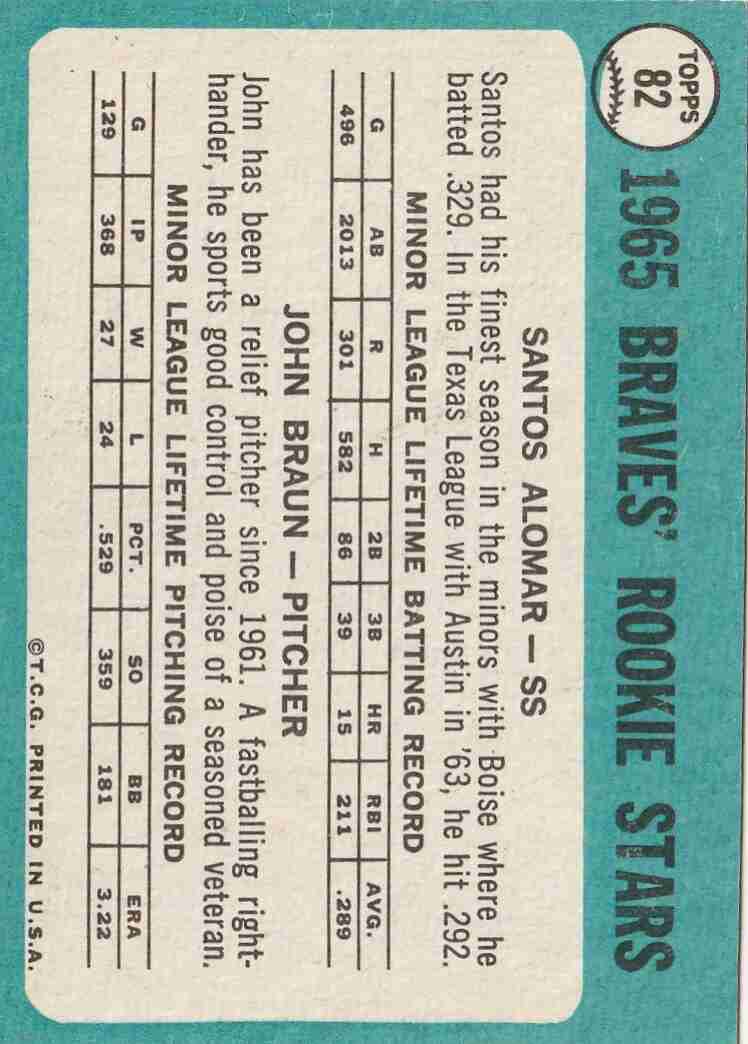 TOPPS
82
1965 BRAVES' ROOKIE STARS
SANTOS ALOMAR — SS
Santos had his finest season in the minors with Boise where he
batted .329. In the Texas League with Austin in '63, he hit .292.
MINOR LEAGUE LIFETIME BATTING RECORD
G AB R H 2B 3B HR RBI AVG.
496 2013 301 582 86 39 15 211 .289
JOHN BRAUN — PITCHER
John has been a relief pitcher since 1961. A fastballing right-
hander, he sports good control and poise of a seasoned veteran.
MINOR LEAGUE LIFETIME PITCHING RECORD
G IP W L PCT. SO BB ERA
129 368 27 24 .529 359 181 3.22
©T.C.G. PRINTED IN U.S.A.